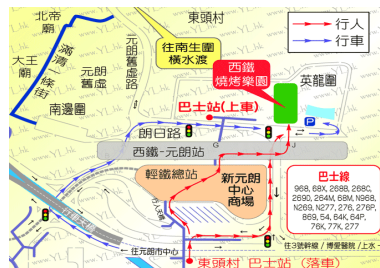 北帝廟
大王廟
滿清一條街
南邊圍
元朗舊墟
元朗舊墟路
東頭村
往南生圍
橫水渡
行人
行車
西鐵
燒烤樂園
英龍圍
巴士站(上車)
朗日路
P
G
J
西鐵-元朗站
輕鐵總站
新元朗
中心
商場
行人天橋
往元朗市中心
巴士線
968, 68X, 268B, 268C,
269D, 264M, 68M, N968,
N269, N277, 276, 276P,
869, 54, 64K, 64P,
76K, 77K, 277
往3號幹線 / 博愛醫院 / 上水
東頭村 巴士站 (落車)